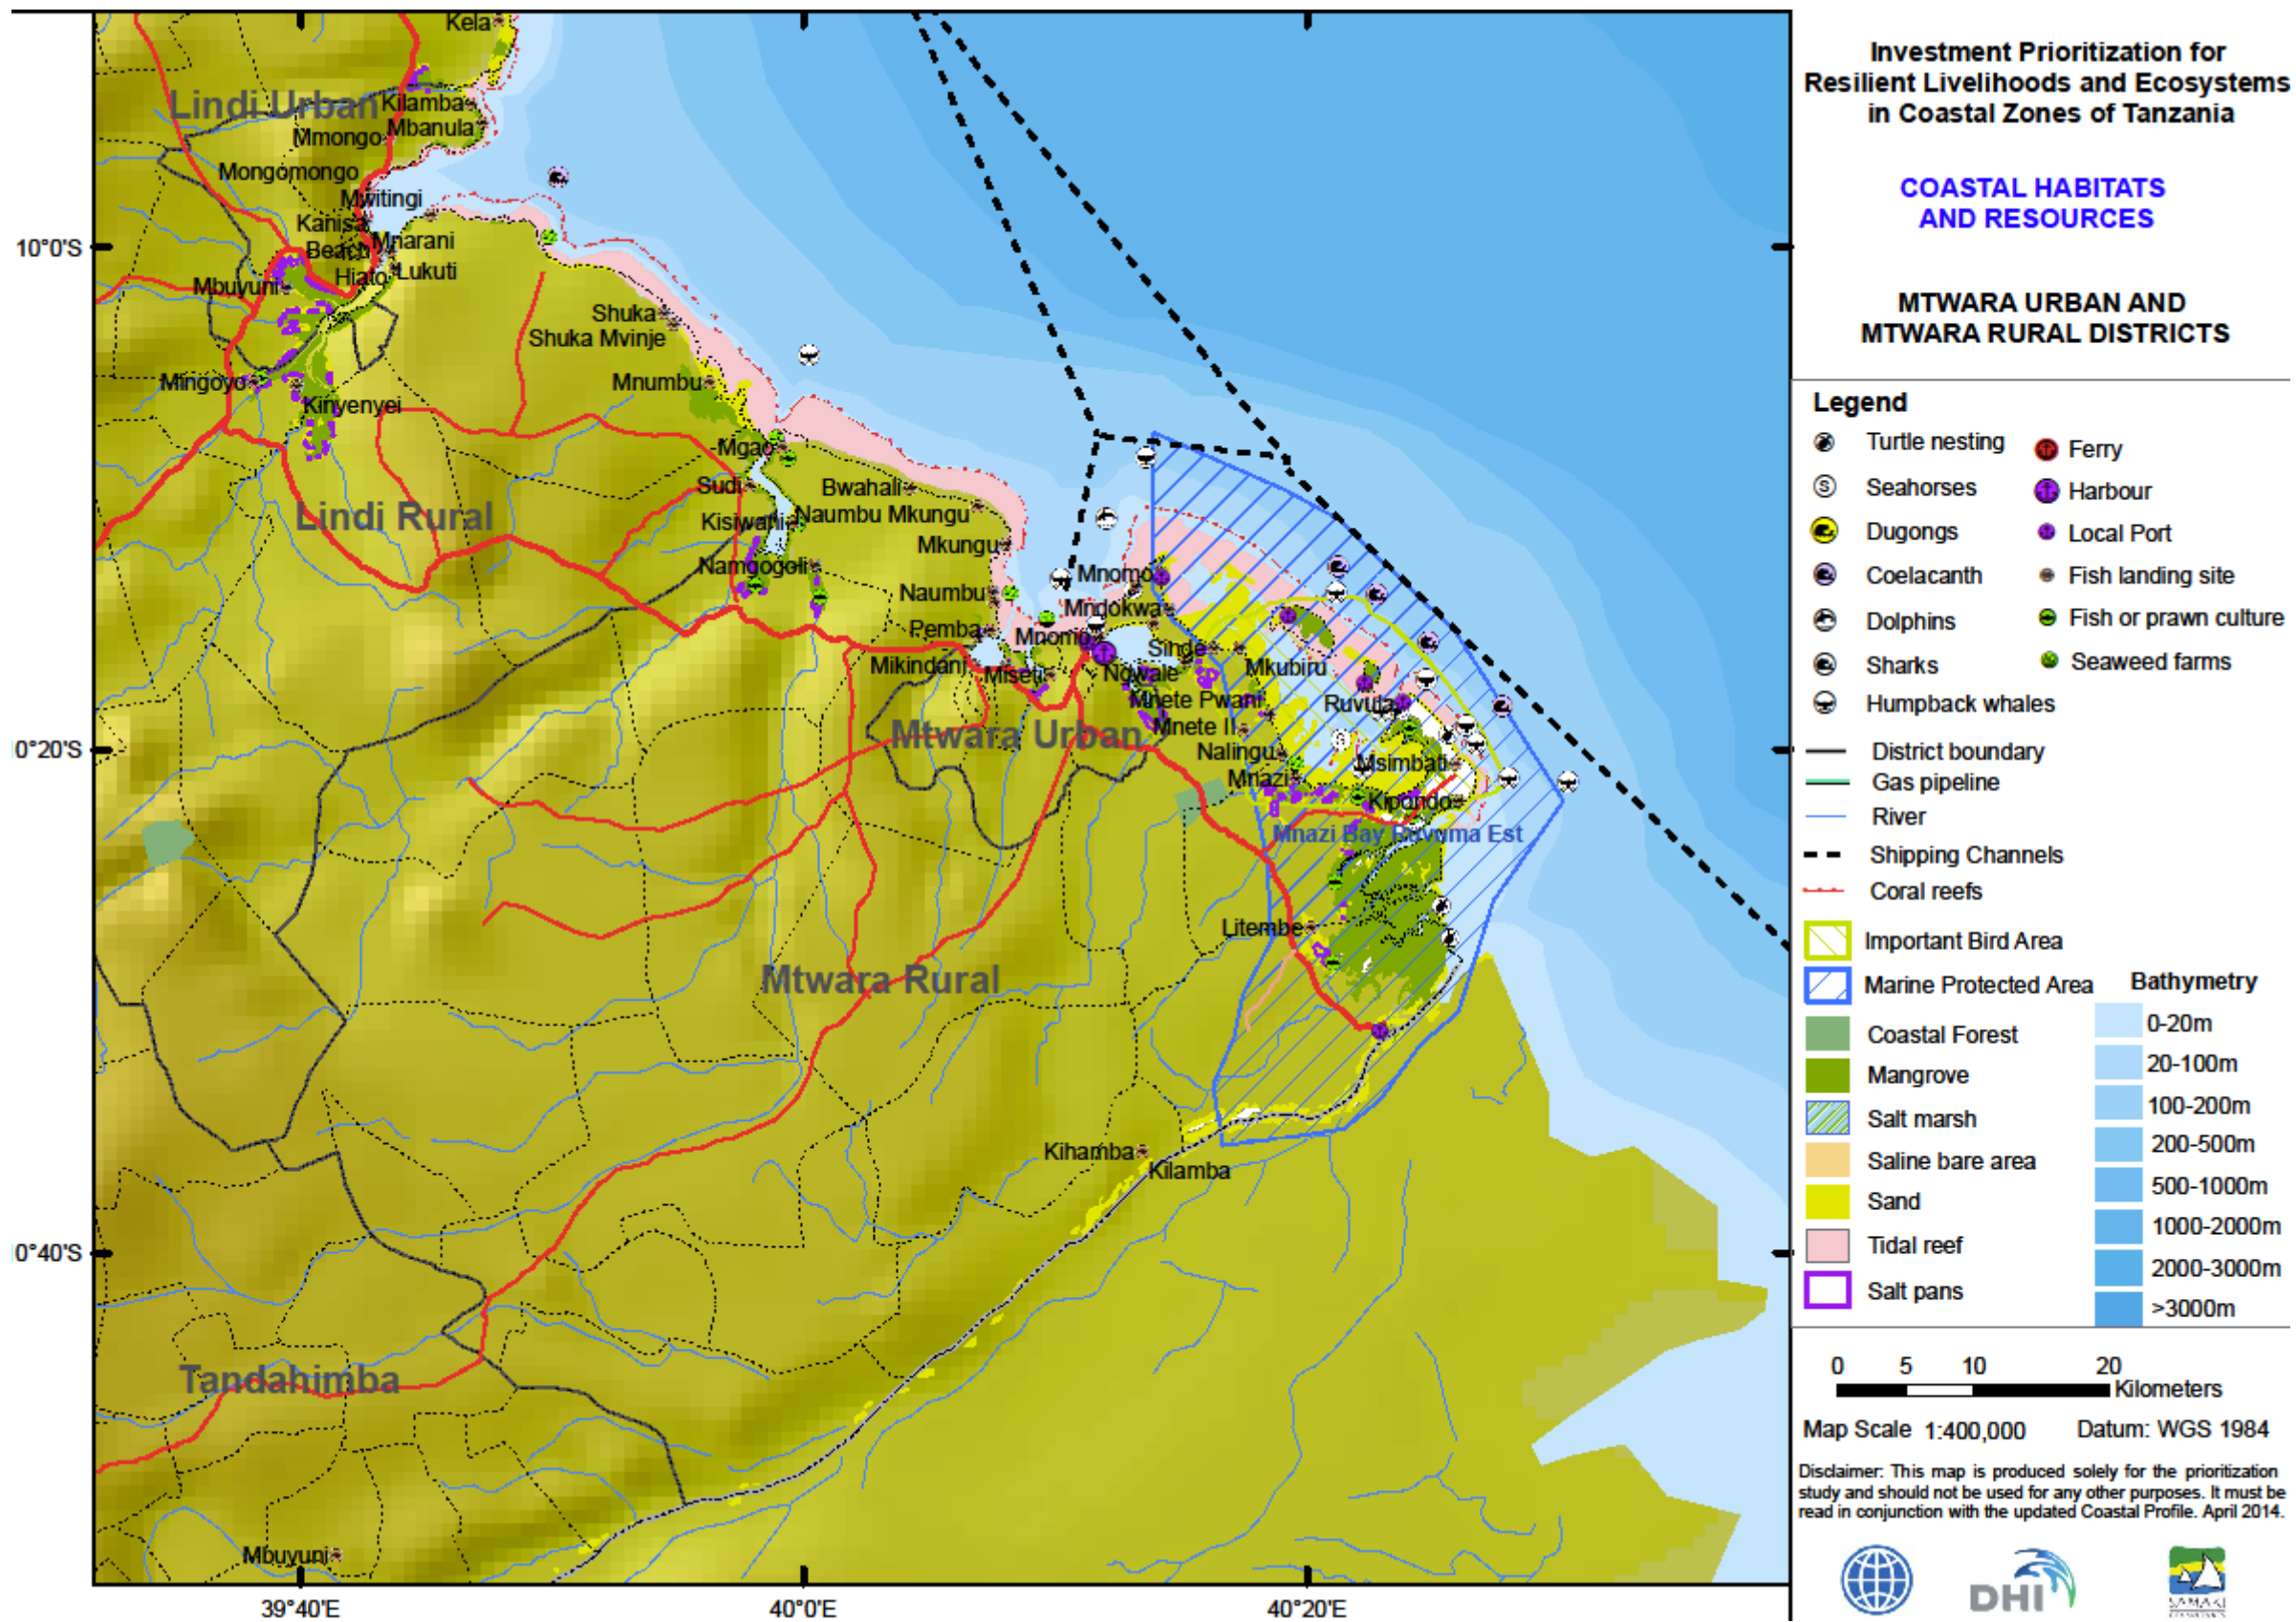 Investment Prioritization for
Resilient Livelihoods and Ecosystems
in Coastal Zones of Tanzania
COASTAL HABITATS
AND RESOURCES
MTWARA URBAN AND
MTWARA RURAL DISTRICTS
Legend
Turtle nesting
Seahorses
Dugongs
Coelacanth
Dolphins
Sharks
Humpback whales
Ferry
Harbour
Local Port
Fish landing site
Fish or prawn culture
Seaweed farms
District boundary
Gas pipeline
River
Shipping Channels
Coral reefs
Important Bird Area
Marine Protected Area
Coastal Forest
Mangrove
Salt marsh
Saline bare area
Sand
Tidal reef
Salt pans
Bathymetry
0-20m
20-100m
100-200m
200-500m
500-1000m
1000-2000m
2000-3000m
>3000m
0 5 10 20
Kilometers
Map Scale 1:400,000 Datum: WGS 1984
Disclaimer: This map is produced solely for the prioritization
study and should not be used for any other purposes. It must be
read in conjunction with the updated Coastal Profile. April 2014.
DHI
SAMAKI
Kela
Lindi Urban
Kilamba
Mbanula
Mmongo
Mongomongo
Mwitingi
Kanisa
Mnarani
Beach
Hiato
Lukuti
Mbuyuni
Shuka
Shuka Mvinje
Mnumbu
Mingoyo
Kinyenyei
Mgao
Sudi
Bwahali
Lindi Rural
Kisiwani
Naumbu Mkungu
Mkungu
Namgogoli
Mnomo
Naumbu
Mndokwa
Pemba
Mnomo
Sinde
Mikindani
Miseti
Ndwale
Mkubiru
Mnete Pwani
Ruvula
Mtwara Urban
Mnete II
Nalingu
Msimbati
Mnazi
Kipondo
Mnazi Bay Ruvuma Est
Litembe
Mtwara Rural
Kihamba
Kilamba
Tandahimba
Mbuyuni
10°0'S
0°20'S
0°40'S
39°40'E
40°0'E
40°20'E